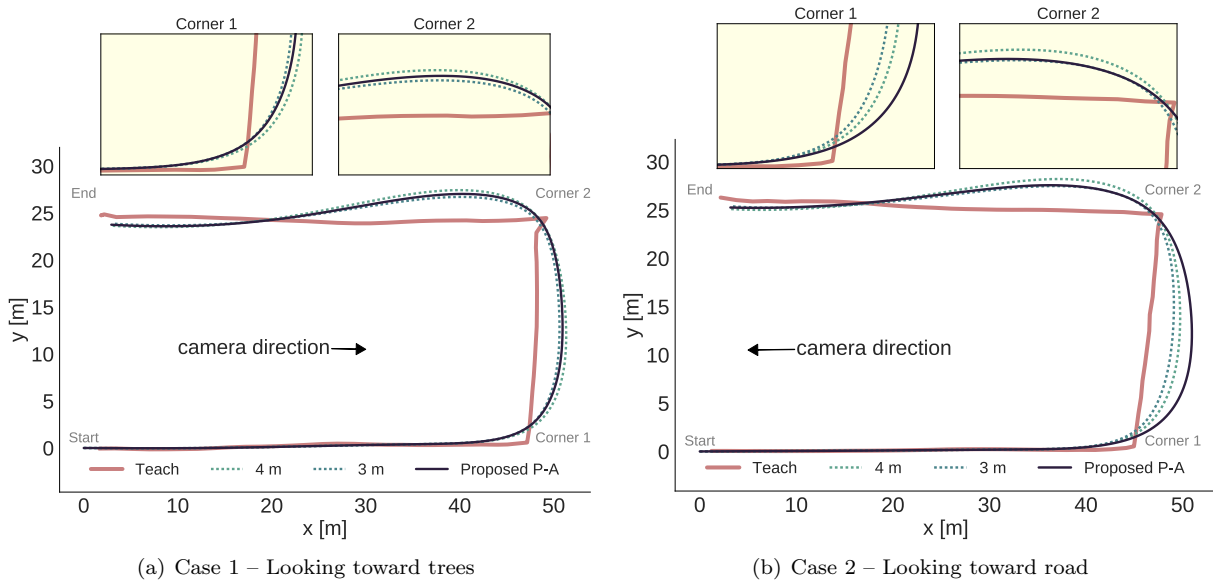 Corner 1
Corner 2
30
End
Corner 2
25
20
15
y [m]
camera direction
10
5
Start
Corner 1
0
Teach
4 m
3 m
Proposed P-A
0
10
20
30
40
50
x [m]
(a) Case 1 – Looking toward trees
Corner 1
Corner 2
30
End
Corner 2
25
20
15
y [m]
camera direction
10
5
Start
Corner 1
0
Teach
4 m
3 m
Proposed P-A
0
10
20
30
40
50
x [m]
(b) Case 2 – Looking toward road